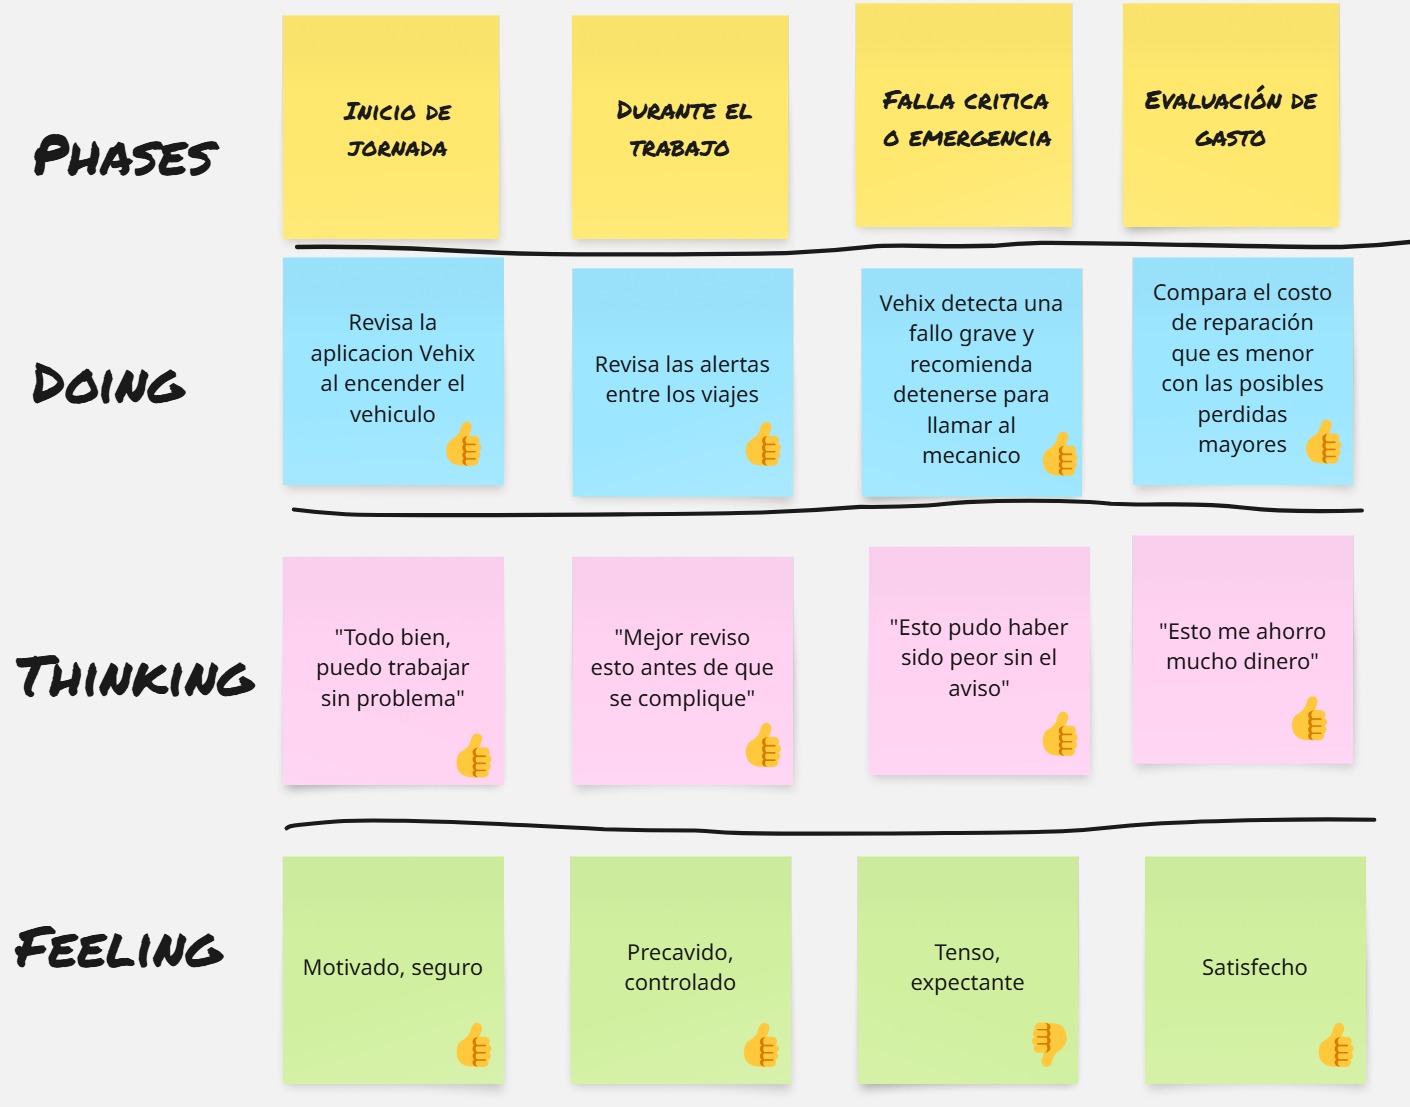 Phases
Inicio de
jornada
Durante el
trabajo
Falla critica
o emergencia
Evaluación de
gasto
Doing
Revisa la
aplicacion Vehix
al encender el
vehiculo
Revisa las alertas
entre los viajes
Vehix detecta una
fallo grave y
recomienda
detenerse para
llamar al
mecanico
Compara el costo
de reparación
que es menor
con las posibles
perdidas
mayores
Thinking
"Todo bien,
puedo trabajar
sin problema"
"Mejor reviso
esto antes de que
se complique"
"Esto pudo haber
sido peor sin el
aviso"
"Esto me ahorro
mucho dinero"
Feeling
Motivado, seguro
Precavido,
controlado
Tenso,
expectante
Satisfecho